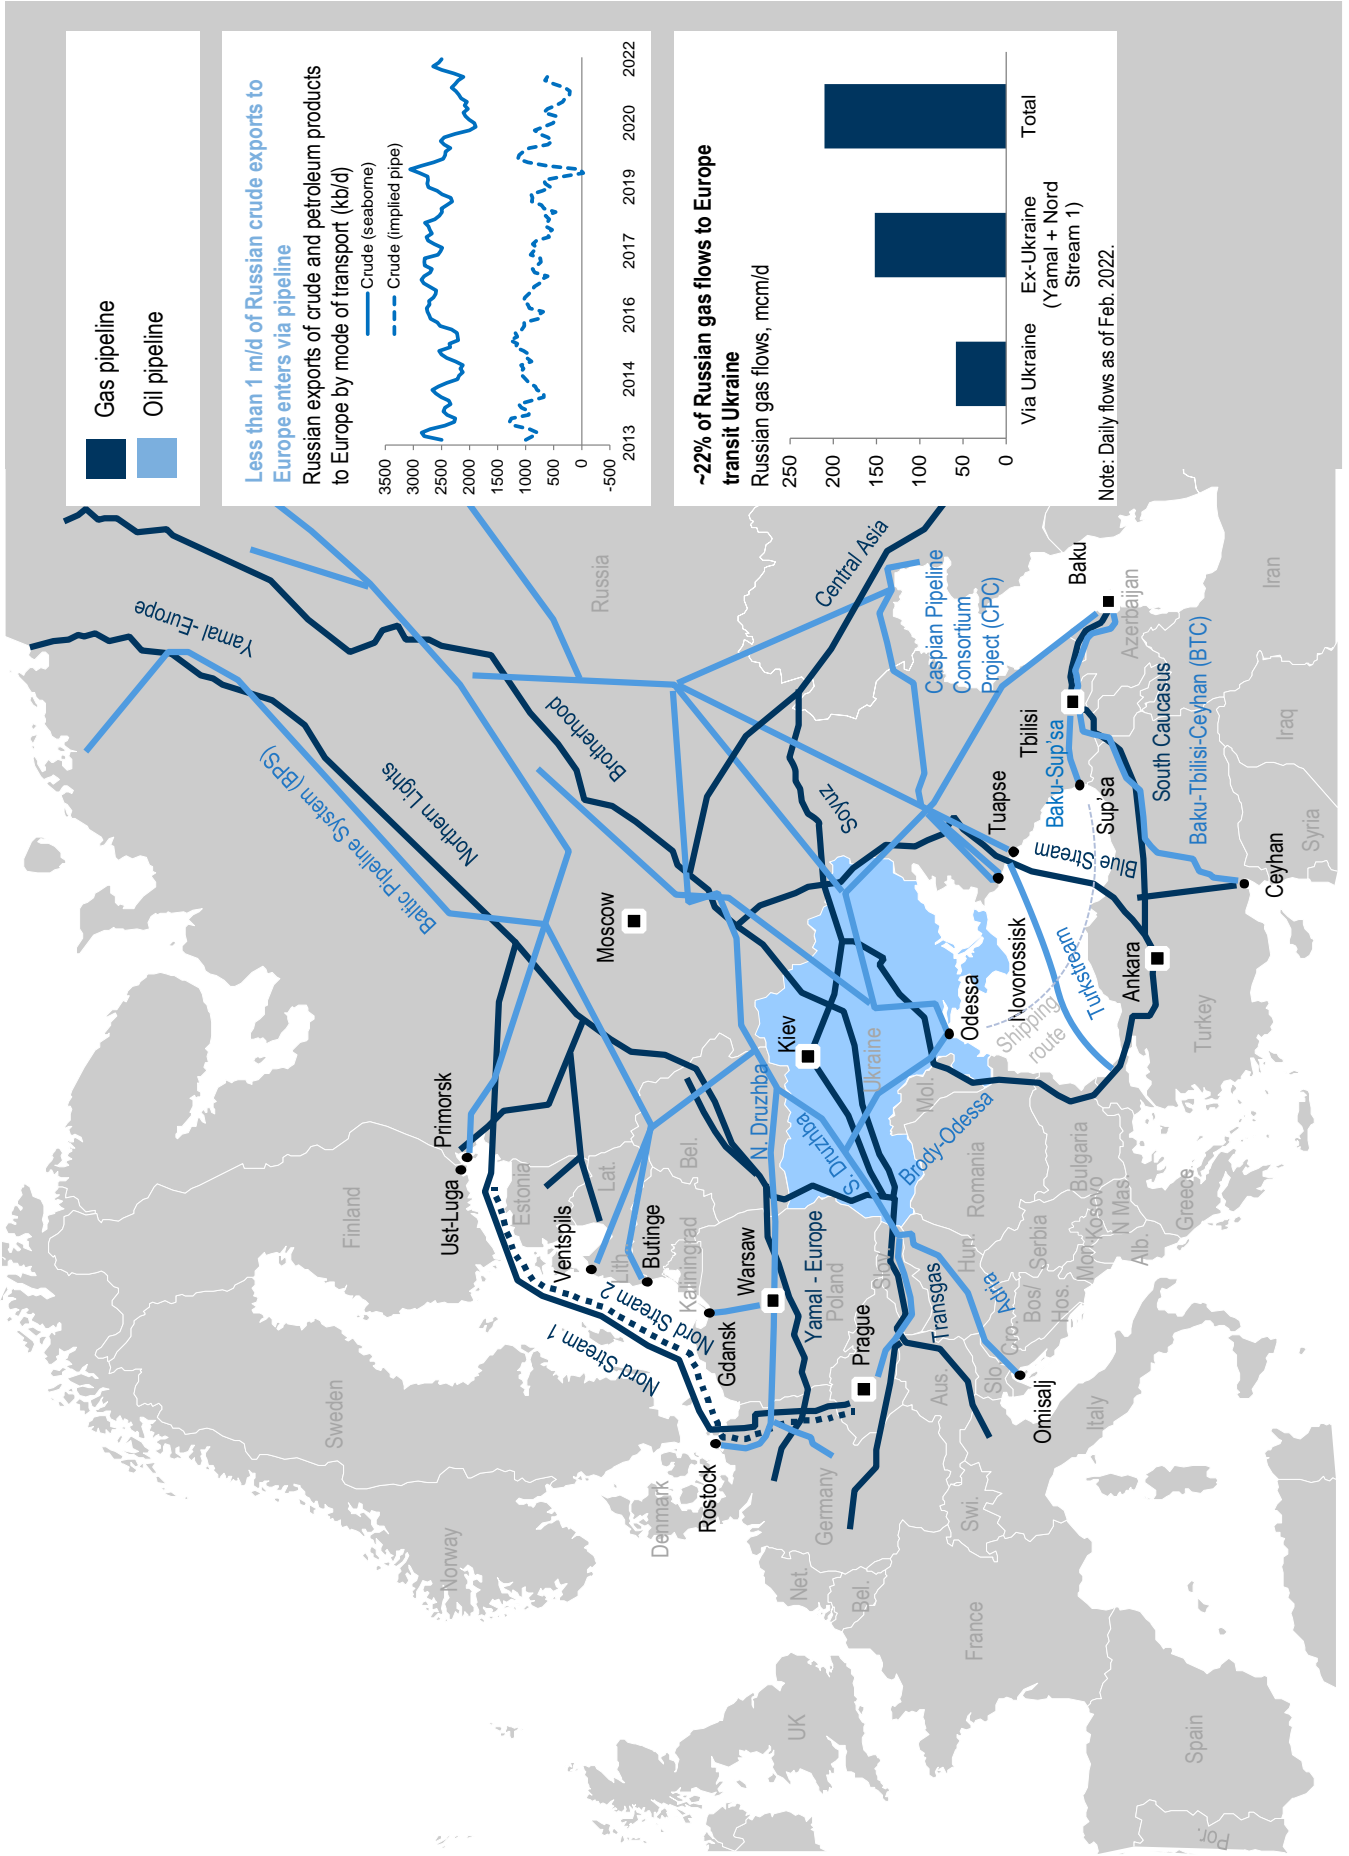 Gas pipeline
Oil pipeline
Less than 1 m/d of Russian crude exports to
Europe enters via pipeline
Russian exports of crude and petroleum products
to Europe by mode of transport (kb/d)
Crude (seaborne)
Crude (implied pipe)
3500
3000
2500
2000
1500
1000
500
0
-500
2013
2014
2016
2017
2019
2020
2022
~22% of Russian gas flows to Europe
transit Ukraine
Russian gas flows, mcm/d
250
200
150
100
50
0
Via Ukraine
Ex-Ukraine
(Yamal + Nord
Stream 1)
Total
Note: Daily flows as of Feb. 2022.
Yamal -Europe
Baltic Pipeline System (BPS)
Northern Lights
Brotherhood
Russia
Moscow
Central Asia
Soyuz
Caspian Pipeline
Consortium
Project (CPC)
Baku
Azerbaijan
Iran
Iraq
Syria
Tbilisi
Baku-Sup'sa
Sup'sa
South Caucasus
Baku-Tbilisi-Ceyhan (BTC)
Ceyhan
Tuapse
Blue Stream
Novorossisk
Turkstream
Shipping
route
Ankara
Turkey
Odessa
Kiev
Ukraine
Mol.
Brody-Odessa
N. Druzhba
S. Druzhba
Primorsk
Ust-Luga
Finland
Estonia
Lat.
Lith
Bel.
Ventspils
Butinge
Kaliningrad
Nord Stream 2
Nord Stream 1
Gdansk
Warsaw
Yamal - Europe
Poland
Prague
Slov.
Transgas
Hun.
Adria
Romania
Bulgaria
Serbia
Kosovo
Mon.
N Mas.
Alb.
Greece
Bos/
Hos.
Cro.
Slo.
Aus.
Omisalj
Italy
Sweden
Norway
Denmark
Rostock
Germany
Swi.
Net.
Bel.
France
UK
Spain
Por.